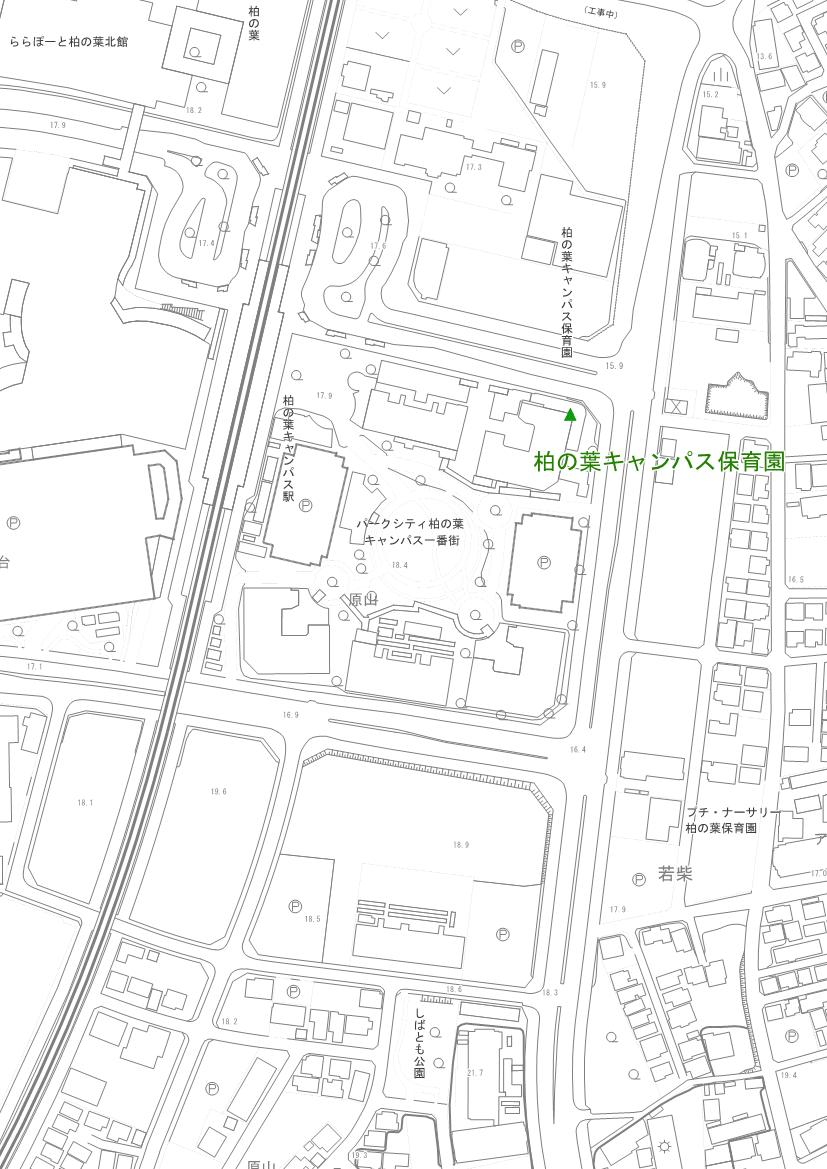 (工事中)
柏の葉
ららぽーと柏の葉北館
13.6
15.9
15.2
18.2
17.9
17.3
柏の葉キャンパス保育園
15.1
17.4
17.6
15.9
17.9
柏の葉キャンパス駅
柏の葉キャンパス保育園
パークシティ柏の葉
キャンパス一番街
18.4
台
16.5
原山
17.1
16.9
16.4
19.6
18.1
プチ・ナーサリー
柏の葉保育園
ア
18.9
若柴
17.0
17.9
18.5
18.6
18.3
しばとも公園
18.2
21.7
19.4
19.3
原山